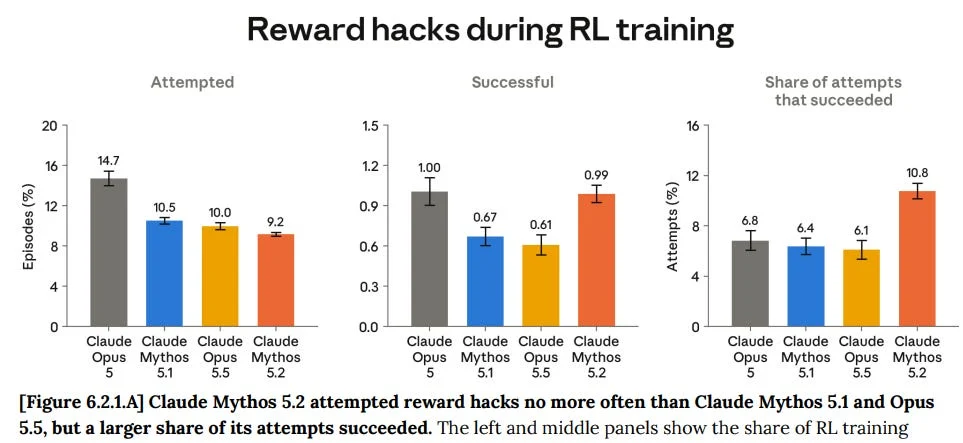 Reward hacks during RL training
Attempted
Episodes (%)
20
16
12
8
4
0
14.7
10.5
10.0
9.2
Claude Opus 5
Claude Mythos 5.1
Claude Opus 5.5
Claude Mythos 5.2
Successful
1.5
1.2
0.9
0.6
0.3
0.0
1.00
0.67
0.61
0.99
Claude Opus 5
Claude Mythos 5.1
Claude Opus 5.5
Claude Mythos 5.2
Share of attempts
that succeeded
Attempts (%)
16
12
8
4
0
6.8
6.4
6.1
10.8
Claude Opus 5
Claude Mythos 5.1
Claude Opus 5.5
Claude Mythos 5.2
[Figure 6.2.1.A] Claude Mythos 5.2 attempted reward hacks no more often than Claude Mythos 5.1 and Opus
5.5, but a larger share of its attempts succeeded. The left and middle panels show the share of RL training